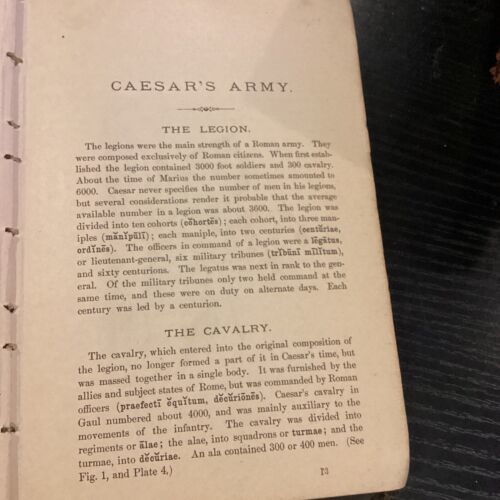 CAESAR'S ARMY.
THE LEGION.
The legions were the main strength of a Roman army. They
were composed exclusively of Roman citizens. When first estab-
lished the legion contained 3000 foot soldiers and 300 cavalry.
About the time of Marius the number sometimes amounted to
6000. Caesar never specifies the number of men in his legions,
but several considerations render it probable that the average
available number in a legion was about 3600. The legion was
divided into ten cohorts (cŏhortēs); each cohort, into three man-
iples (mănĭpŭlī); each maniple, into two centuries (centŭriae,
ordĭnēs). The officers in command of a legion were a lēgātus,
or lieutenant-general, six military tribunes (trĭbūnī mīlĭtum),
and sixty centurions. The legatus was next in rank to the gen-
eral. Of the military tribunes only two held command at the
same time, and these were on duty on alternate days. Each
century was led by a centurion.
THE CAVALRY.
The cavalry, which entered into the original composition of
the legion, no longer formed a part of it in Caesar's time, but
was massed together in a single body. It was furnished by the
allies and subject states of Rome, but was commanded by Roman
officers (praefectī ĕquĭtum, dĕcŭriōnēs). Caesar's cavalry in
Gaul numbered about 4000, and was mainly auxiliary to the
movements of the infantry. The cavalry was divided into
regiments or ālae; the alae, into squadrons or turmae; and the
turmae, into dĕcŭriae. An ala contained 300 or 400 men. (See
Fig. 1, and Plate 4.)